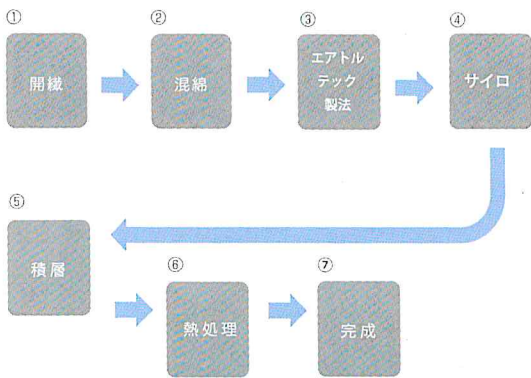 ①
開繊
②
混綿
③
エアトル
テック
製法
④
サイロ
⑤
積層
⑥
熱処理
⑦
完成